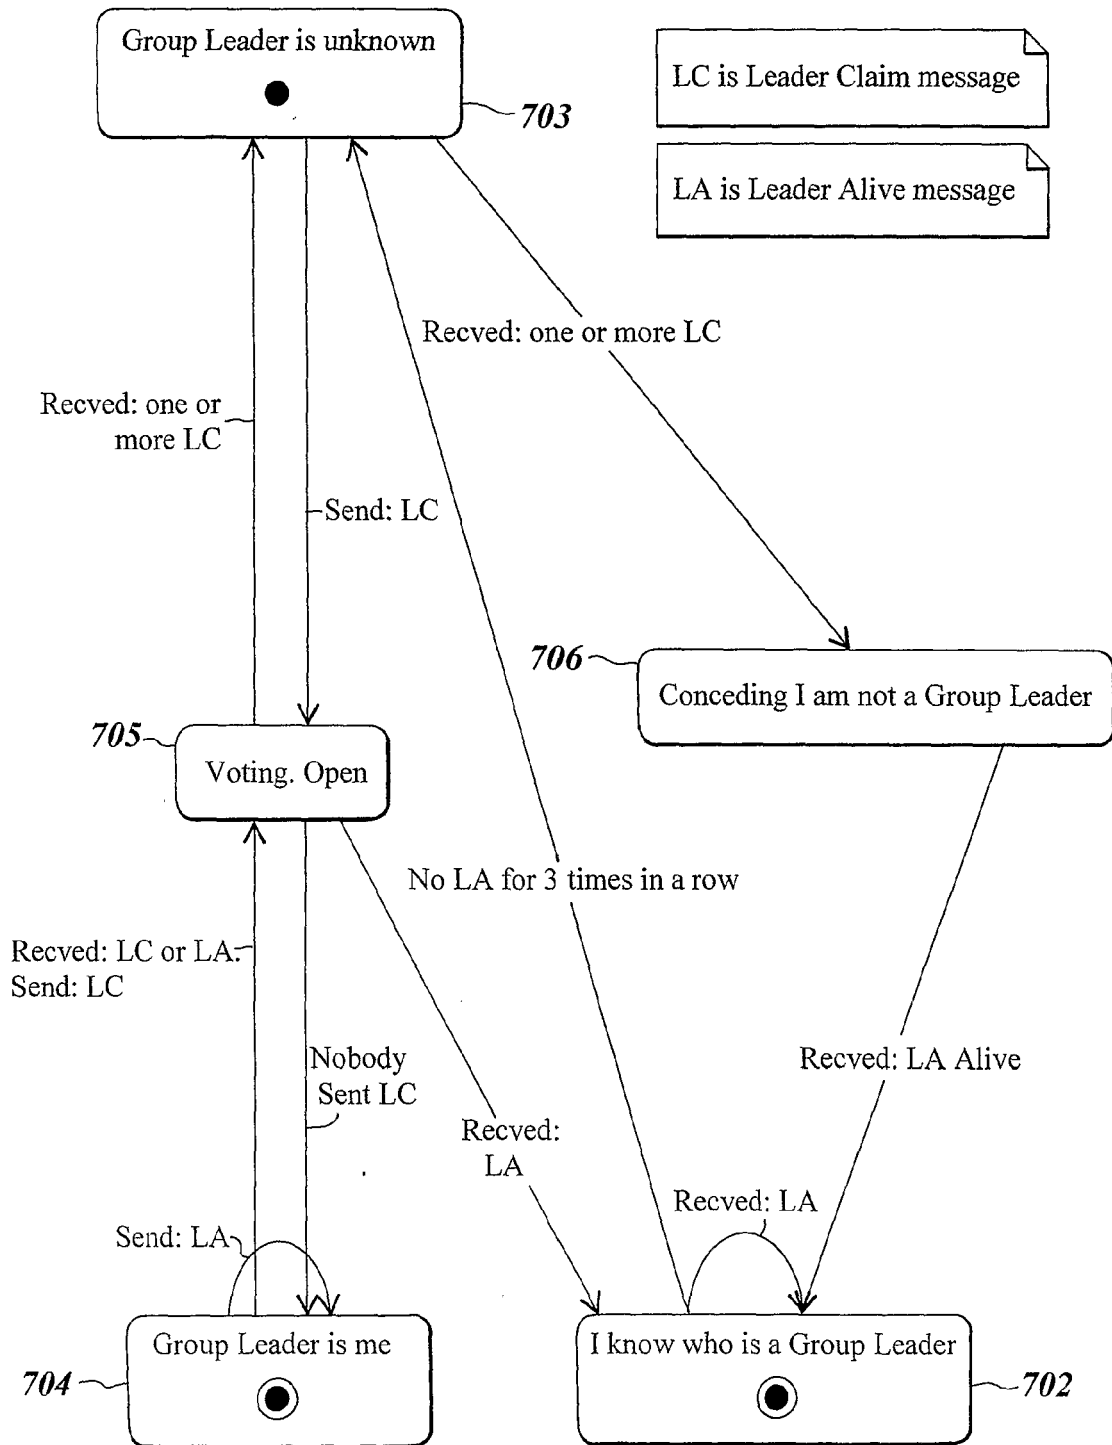 Group Leader is unknown
703
LC is Leader Claim message
LA is Leader Alive message
Recved: one or more LC
Recved: one or
more LC
Send: LC
706
Conceding I am not a Group Leader
705
Voting. Open
No LA for 3 times in a row
Recved: LC or LA.
Send: LC
Nobody
Sent LC
Recved: LA Alive
Recved:
LA
Recved: LA
Send: LA
Group Leader is me
704
I know who is a Group Leader
702